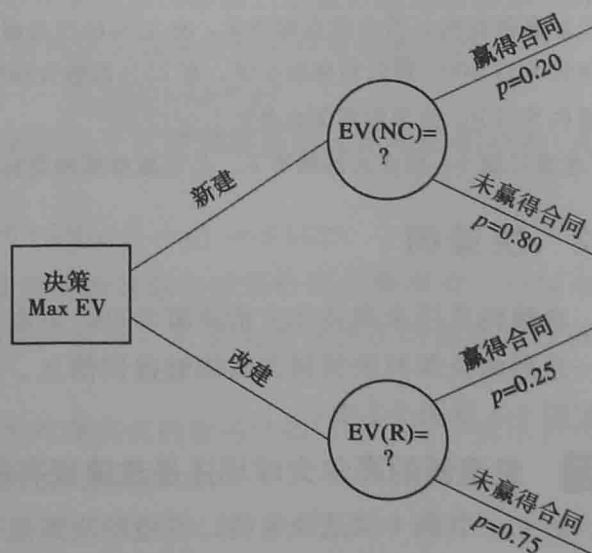 赢得合同
p=0.20
EV(NC)=
?
新建
未赢得合同
p=0.80
决策
Max EV
改建
赢得合同
p=0.25
EV(R)=
?
未赢得合同
p=0.75